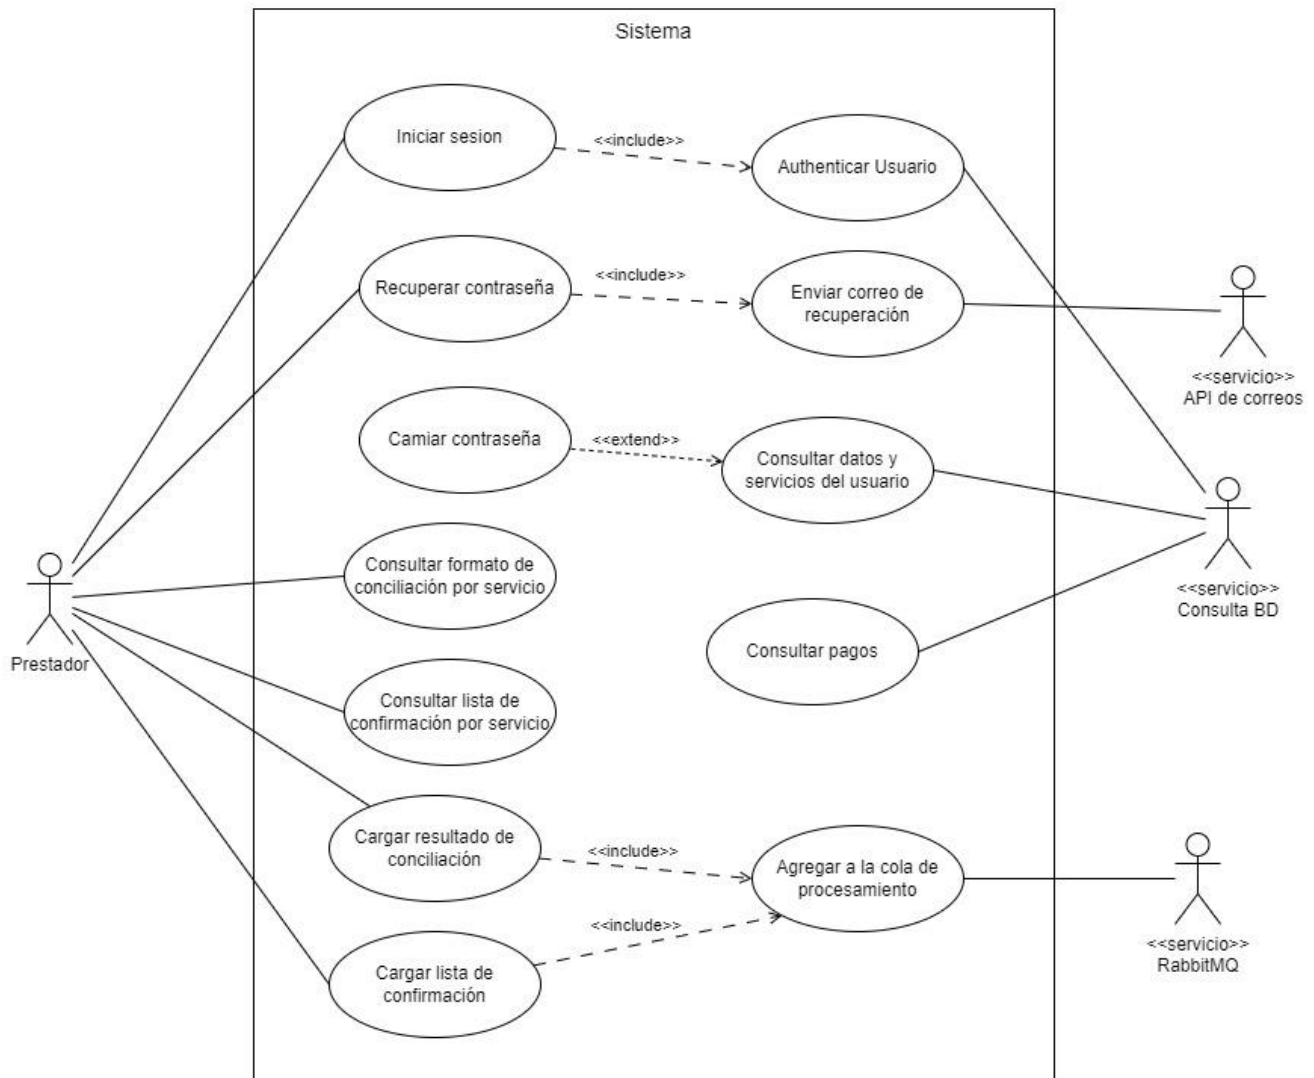 Sistema
Iniciar sesion
<<include>>
Authenticar Usuario
Recuperar contraseña
<<include>>
Enviar correo de
recuperación
<<servicio>>
API de correos
Camiar contraseña
<<extend>>
Consultar datos y
servicios del usuario
<<servicio>>
Consulta BD
Consultar formato de
conciliación por servicio
Prestador
Consultar pagos
Consultar lista de
confirmación por servicio
Cargar resultado de
conciliación
<<include>>
Agregar a la cola de
procesamiento
<<include>>
<<servicio>>
RabbitMQ
Cargar lista de
confirmación